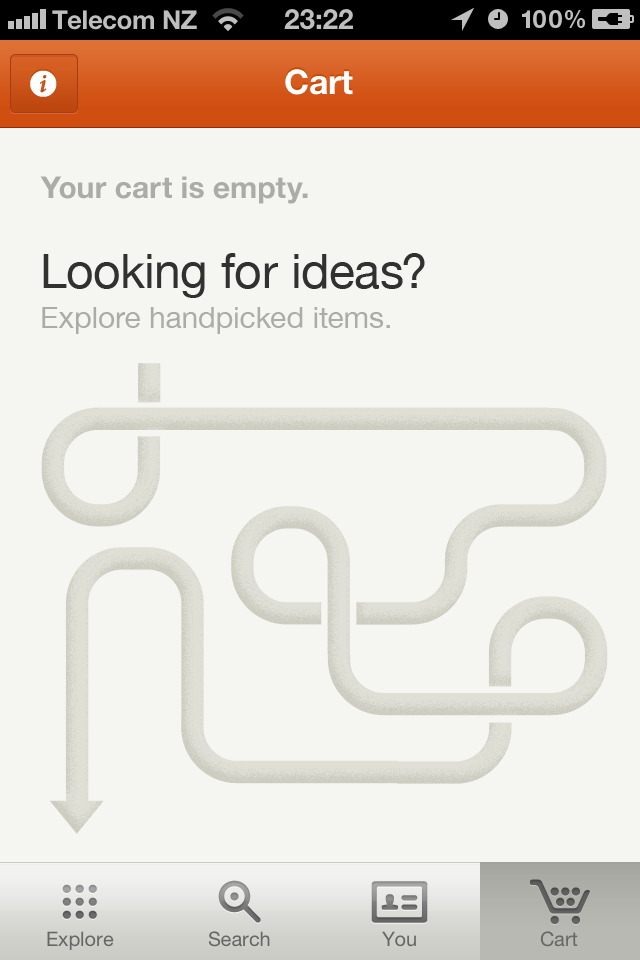 Telecom NZ 23:22 100%
i Cart
Your cart is empty.
Looking for ideas?
Explore handpicked items.
Explore Search You Cart